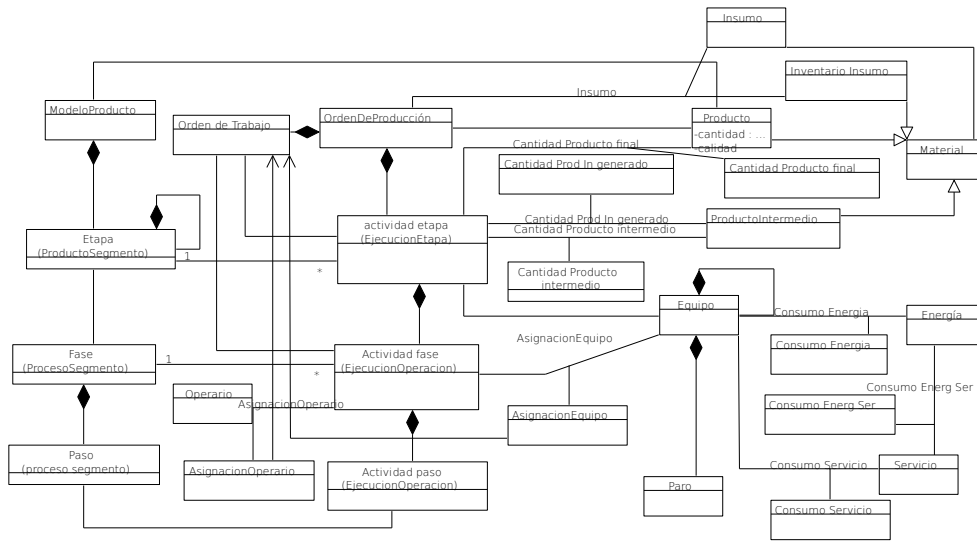 Insumo
Inventario Insumo
Insumo
ModeloProducto
Orden de Trabajo
OrdenDeProducción
Producto
-cantidad : ...
-calidad
Cantidad Producto final
Material
Cantidad Prod In generado
Cantidad Producto final
Cantidad Prod In generado
ProductoIntermedio
actividad etapa
(EjecucionEtapa)
Cantidad Producto intermedio
Etapa
(ProductoSegmento)
1
*
Cantidad Producto
intermedio
Equipo
Consumo Energia
Energía
AsignacionEquipo
Consumo Energia
Fase
(ProcesoSegmento)
1
*
Actividad fase
(EjecucionOperacion)
Consumo Energ Ser
Operario
AsignacionOperario
AsignacionEquipo
Consumo Energ Ser
Paso
(proceso segmento)
AsignacionOperario
Actividad paso
(EjecucionOperacion)
Consumo Servicio
Servicio
Paro
Consumo Servicio